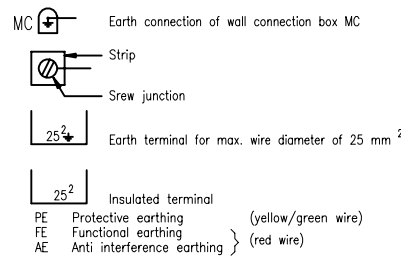 MC Earth connection of wall connection box MC
Strip
Srew junction
25² Earth terminal for max. wire diameter of 25 mm ²
25² Insulated terminal
PE Protective earthing (yellow/green wire)
FE Functional earthing
(red wire)
AE Anti interference earthing